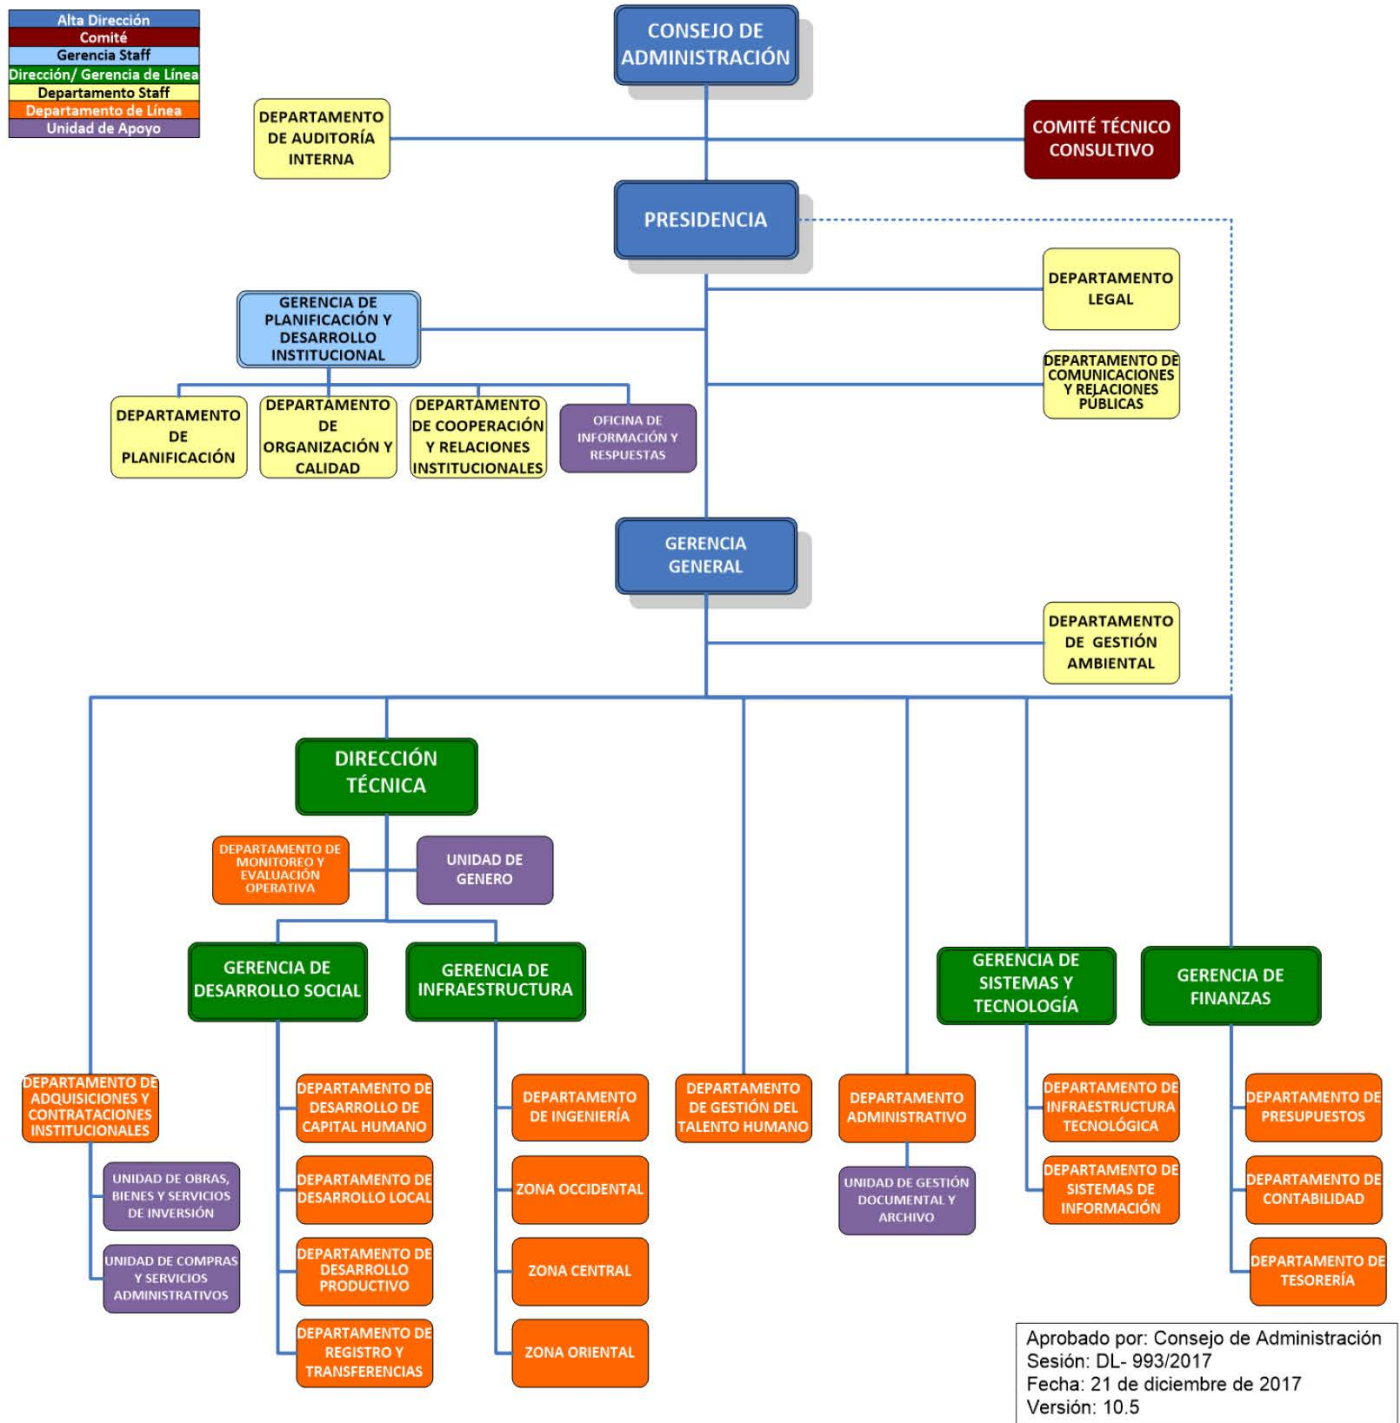 Alta Dirección
Comité
Gerencia Staff
Dirección/ Gerencia de Línea
Departamento Staff
Departamento de Línea
Unidad de Apoyo
CONSEJO DE
ADMINISTRACIÓN
DEPARTAMENTO
DE AUDITORÍA
INTERNA
COMITÉ TÉCNICO
CONSULTIVO
PRESIDENCIA
DEPARTAMENTO
LEGAL
GERENCIA DE
PLANIFICACIÓN Y
DESARROLLO
INSTITUCIONAL
DEPARTAMENTO DE
COMUNICACIONES
Y RELACIONES
PÚBLICAS
DEPARTAMENTO
DE
PLANIFICACIÓN
DEPARTAMENTO
DE
ORGANIZACIÓN Y
CALIDAD
DEPARTAMENTO
DE COOPERACIÓN
Y RELACIONES
INSTITUCIONALES
OFICINA DE
INFORMACIÓN Y
RESPUESTAS
GERENCIA
GENERAL
DEPARTAMENTO
DE GESTIÓN
AMBIENTAL
DIRECCIÓN
TÉCNICA
DEPARTAMENTO DE
MONITOREO Y
EVALUACIÓN
OPERATIVA
UNIDAD DE
GENERO
GERENCIA DE
DESARROLLO SOCIAL
GERENCIA DE
INFRAESTRUCTURA
GERENCIA DE
SISTEMAS Y
TECNOLOGÍA
GERENCIA DE
FINANZAS
DEPARTAMENTO DE
ADQUISICIONES Y
CONTRATACIONES
INSTITUCIONALES
DEPARTAMENTO DE
DESARROLLO DE
CAPITAL HUMANO
DEPARTAMENTO
DE INGENIERÍA
DEPARTAMENTO
DE GESTIÓN DEL
TALENTO HUMANO
DEPARTAMENTO
ADMINISTRATIVO
DEPARTAMENTO DE
INFRAESTRUCTURA
TECNOLÓGICA
DEPARTAMENTO DE
PRESUPUESTOS
UNIDAD DE OBRAS,
BIENES Y SERVICIOS
DE INVERSIÓN
DEPARTAMENTO DE
DESARROLLO LOCAL
ZONA OCCIDENTAL
UNIDAD DE GESTIÓN
DOCUMENTAL Y
ARCHIVO
DEPARTAMENTO DE
SISTEMAS DE
INFORMACIÓN
DEPARTAMENTO DE
CONTABILIDAD
UNIDAD DE COMPRAS
Y SERVICIOS
ADMINISTRATIVOS
DEPARTAMENTO DE
DESARROLLO
PRODUCTIVO
ZONA CENTRAL
DEPARTAMENTO DE
TESORERÍA
DEPARTAMENTO DE
REGISTRO Y
TRANSFERENCIAS
ZONA ORIENTAL
Aprobado por: Consejo de Administración
Sesión: DL- 993/2017
Fecha: 21 de diciembre de 2017
Versión: 10.5